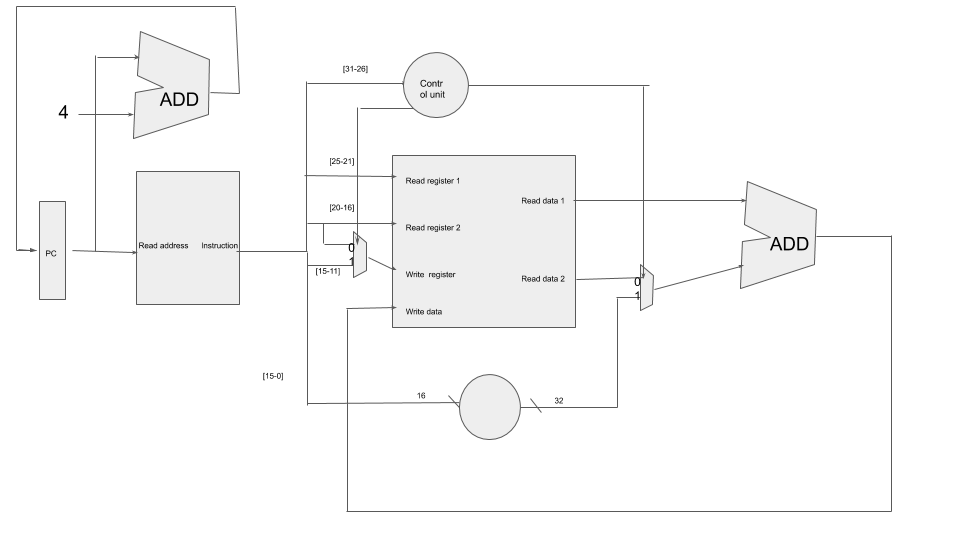 [31-26]
Contr
ol unit
ADD
4
[25-21]
Read register 1
[20-16]
Read data 1
Read register 2
ADD
Read address
Instruction
0
PC
1
[15-11]
Write register
Read data 2
0
1
Write data
[15-0]
16
32